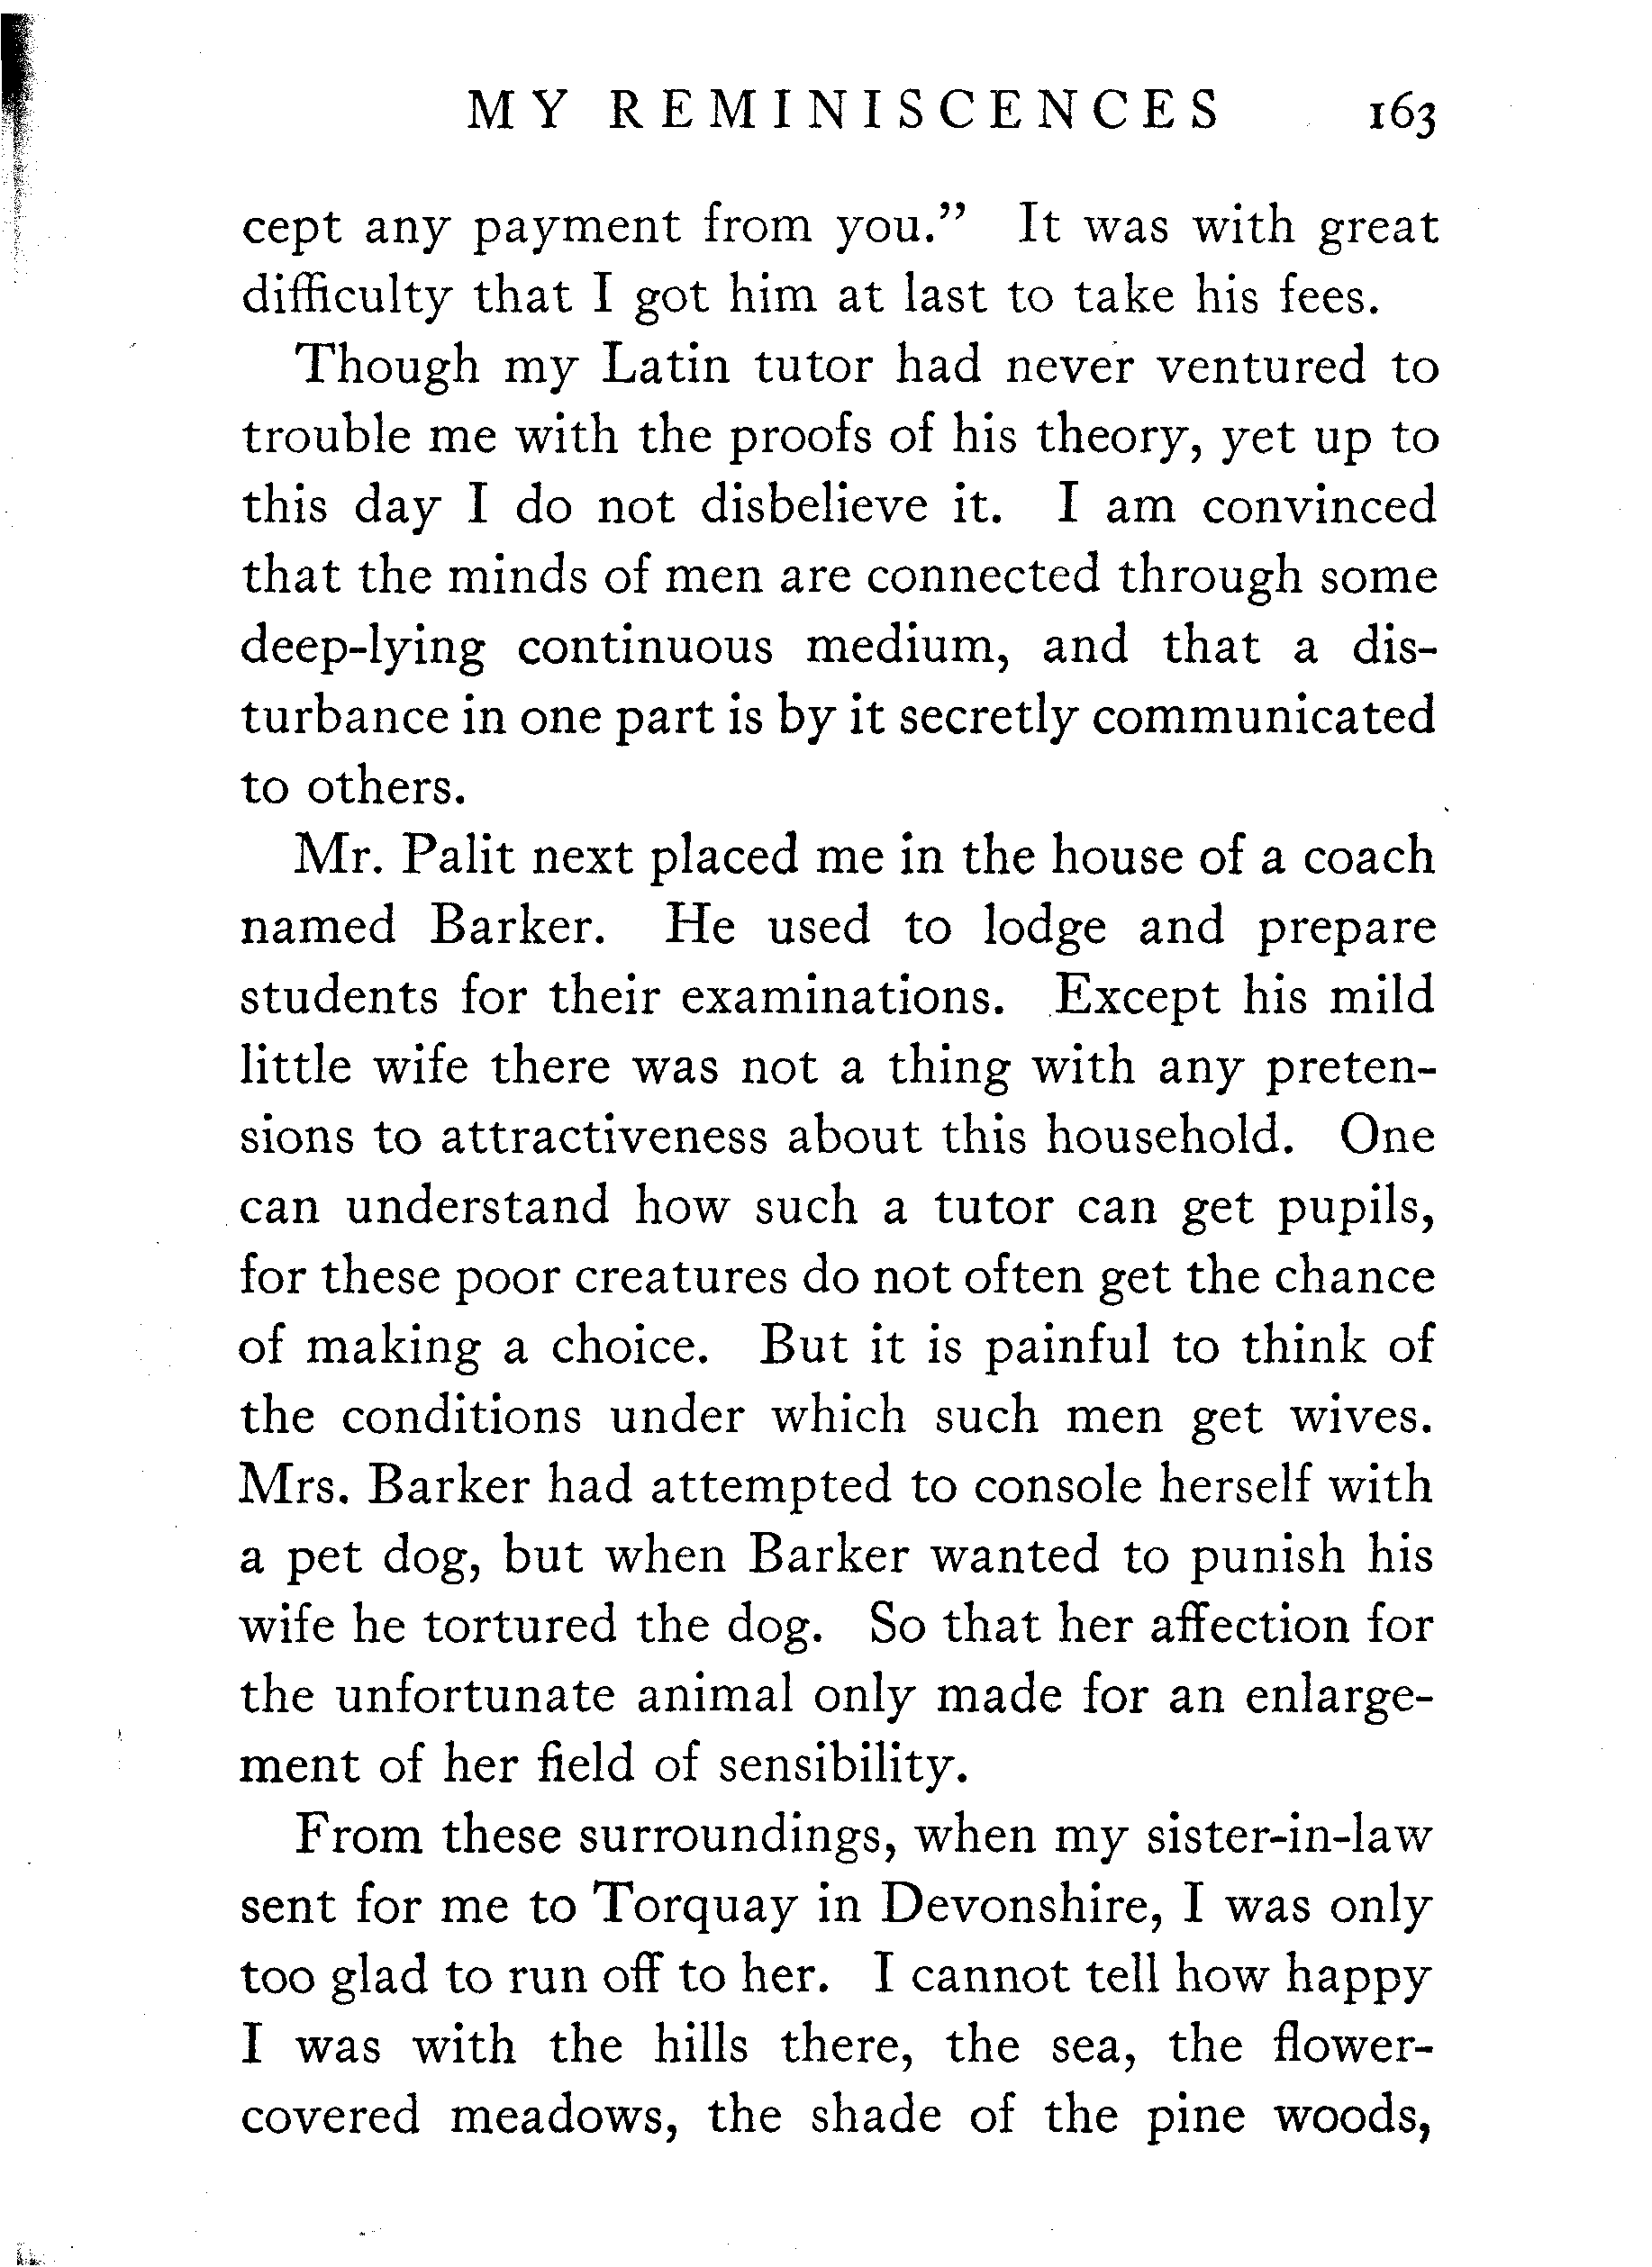 MY REMINISCENCES 163
cept any payment from you.” It was with great
difficulty that I got him at last to take his fees.
Though my Latin tutor had never ventured to
trouble me with the proofs of his theory, yet up to
this day I do not disbelieve it. I am convinced
that the minds of men are connected through some
deep-lying continuous medium, and that a dis-
turbance in one part is by it secretly communicated
to others.
Mr. Palit next placed me in the house of a coach
named Barker. He used to lodge and prepare
students for their examinations. Except his mild
little wife there was not a thing with any preten-
sions to attractiveness about this household. One
can understand how such a tutor can get pupils,
for these poor creatures do not often get the chance
of making a choice. But it is painful to think of
the conditions under which such men get wives.
Mrs. Barker had attempted to console herself with
a pet dog, but when Barker wanted to punish his
wife he tortured the dog. So that her affection for
the unfortunate animal only made for an enlarge-
ment of her field of sensibility.
From these surroundings, when my sister-in-law
sent for me to Torquay in Devonshire, I was only
too glad to run off to her. I cannot tell how happy
I was with the hills there, the sea, the flower-
covered meadows, the shade of the pine woods,